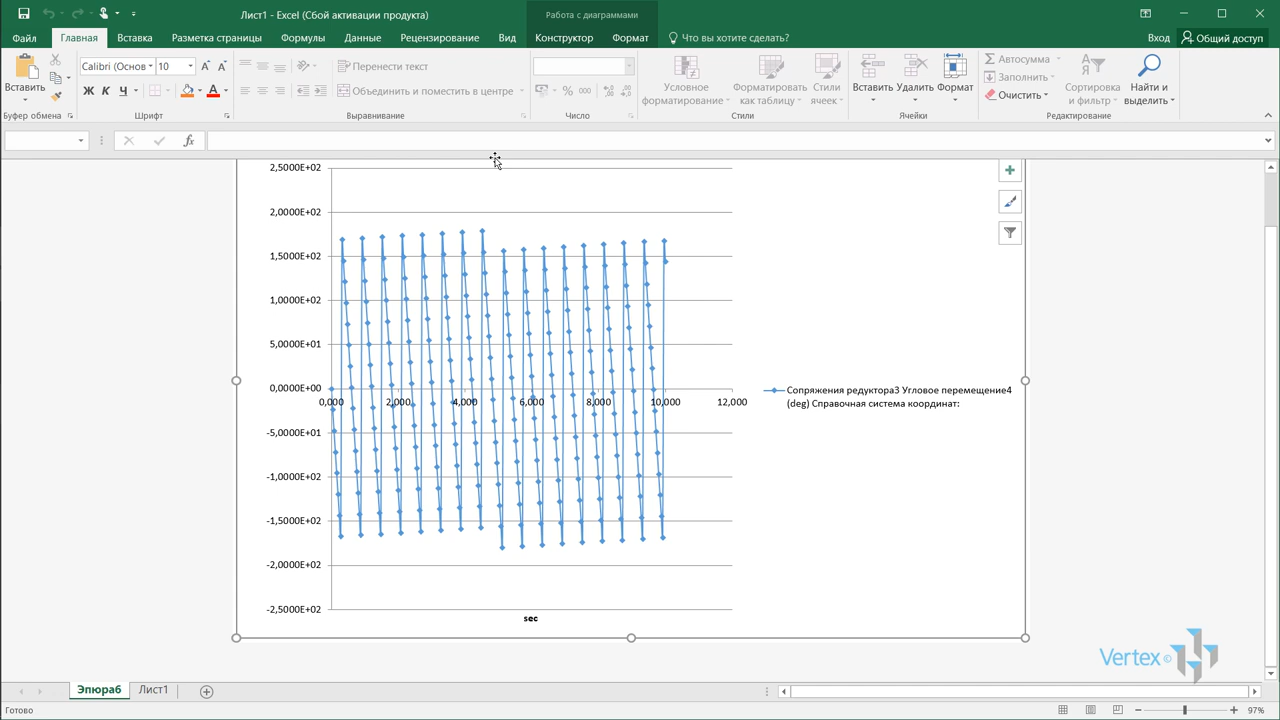 Лист1 - Excel (Сбой активации продукта)
Работа с диаграммами
Файл Главная Вставка Разметка страницы Формулы Данные Рецензирование Вид Конструктор Формат Что вы хотите сделать? Вход Общий доступ
Вставить
Calibri (Основ 10
Ж К Ч
Перенести текст
Объединить и поместить в центре
% 000
Условное форматирование
Форматировать как таблицу
Стили ячеек
Вставить Удалить Формат
Автосумма
Заполнить
Очистить
Сортировка и фильтр
Найти и выделить
Буфер обмена Шрифт Выравнивание Число Стили Ячейки Редактирование
fx
2,5000E+02
2,0000E+02
1,5000E+02
1,0000E+02
5,0000E+01
0,0000E+00
0,000 2,000 4,000 6,000 8,000 10,000 12,000
-5,0000E+01
-1,0000E+02
-1,5000E+02
-2,0000E+02
-2,5000E+02
sec
Сопряжения редуктора3 Угловое перемещение4
(deg) Справочная система координат:
Vertex ©
Эпюраб Лист1
Готово
97%